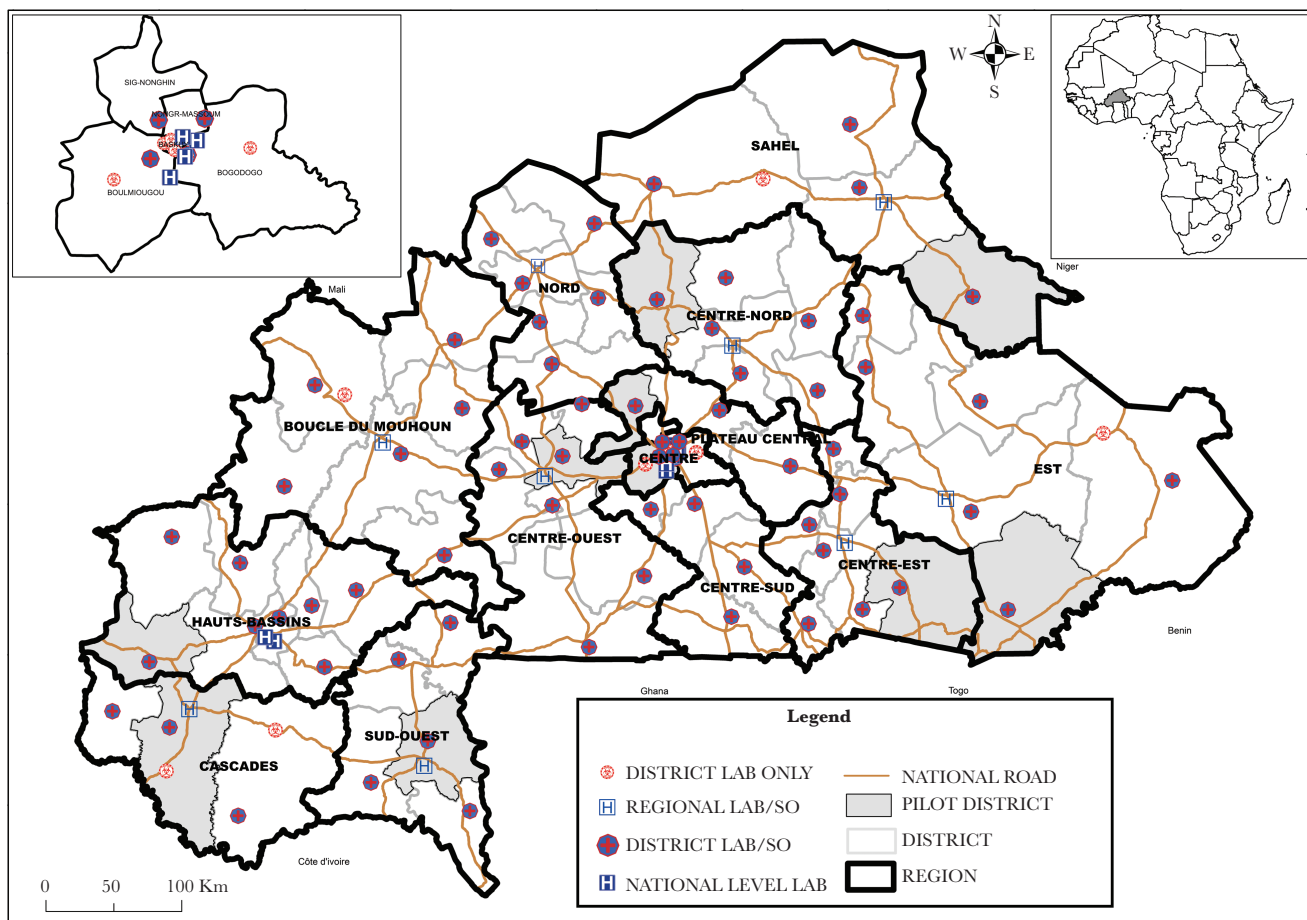 N
W E
S
SIG-NONGHIN
NONGR-MASSOUM
BOGODOGO
BOULMIOUGOU
SAHEL
Niger
Mali
NORD
CENTRE-NORD
BOUCLE DU MOUHOUN
PLATEAU CENTRAL
CENTRE
EST
CENTRE-OUEST
CENTRE-EST
CENTRE-SUD
HAUTS-BASSINS
Benin
Ghana
Togo
SUD-OUEST
CASCADES
Côte d'ivoire
Legend
DISTRICT LAB ONLY
REGIONAL LAB/SO
DISTRICT LAB/SO
NATIONAL LEVEL LAB
NATIONAL ROAD
PILOT DISTRICT
DISTRICT
REGION
0 50 100 Km